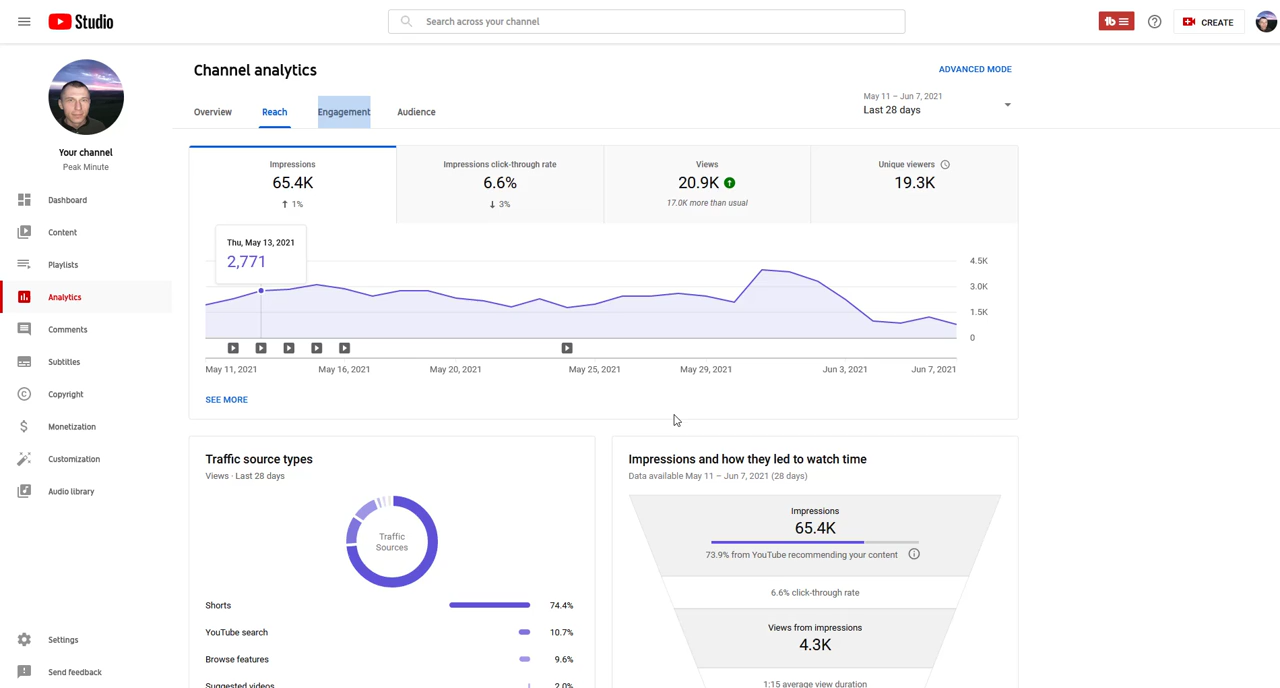 Studio
Search across your channel
tb
CREATE
Your channel
Peak Minute
Dashboard
Content
Playlists
Analytics
Comments
Subtitles
Copyright
Monetization
Customization
Audio library
Settings
Send feedback
Channel analytics
ADVANCED MODE
Overview
Reach
Engagement
Audience
May 11 – Jun 7, 2021
Last 28 days
Impressions
65.4K
↑ 1%
Impressions click-through rate
6.6%
↓ 3%
Views
20.9K
17.0K more than usual
Unique viewers
19.3K
Thu, May 13, 2021
2,771
4.5K
3.0K
1.5K
0
May 11, 2021 May 16, 2021 May 20, 2021 May 25, 2021 May 29, 2021 Jun 3, 2021 Jun 7, 2021
SEE MORE
Traffic source types
Views · Last 28 days
Traffic
Sources
Shorts 74.4%
YouTube search 10.7%
Browse features 9.6%
Suggested videos 2.0%
Impressions and how they led to watch time
Data available May 11 – Jun 7, 2021 (28 days)
Impressions
65.4K
73.9% from YouTube recommending your content
6.6% click-through rate
Views from impressions
4.3K
1:15 average view duration